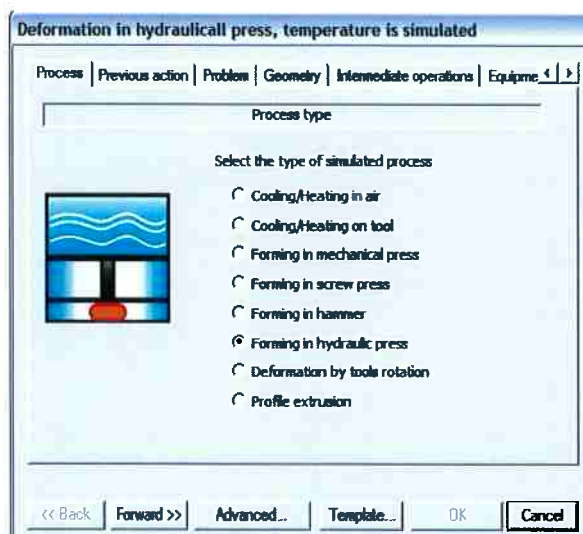 Deformation in hydraulicall press, temperature is simulated
Process Previous action Problem Geometry Intermediate operations Equipme
Process type
Select the type of simulated process
Cooling/Heating in air
Cooling/Heating on tool
Forming in mechanical press
Forming in screw press
Forming in hammer
Forming in hydraulic press
Deformation by tools rotation
Profile extrusion
<< Back Forward >> Advanced... Template... OK Cancel